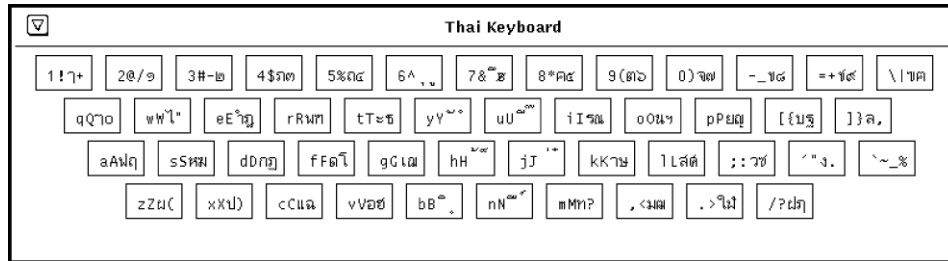 Thai Keyboard
1!ๅ+ 2@/๑ 3#-๒ 4$ภ๓ 5%ถ๔ 6^ ุ ู 7& ึ฿ 8*ค๕ 9(ต๖ 0)จ๗ -_ข๘ =+ช๙ \|ฃฅ
qQๆ๐ wWไ" eEำฎ rRพฑ tTะธ yY ั ํ uU ี ๊ iIรณ oOนฯ pPยญ [{บฐ ]}ล,
aAฟฤ sSหฆ dDกฏ fFดโ gGเฌ hH ้ ็ jJ ่ ๋ kKาษ lLสศ ;:วซ ´"ง. `~_%
zZผ( xXป) cCแฉ vVอฮ bB ิ ฺ nN ื ์ mMท? ,<มฒ .>ใฬ /?ฝฦ